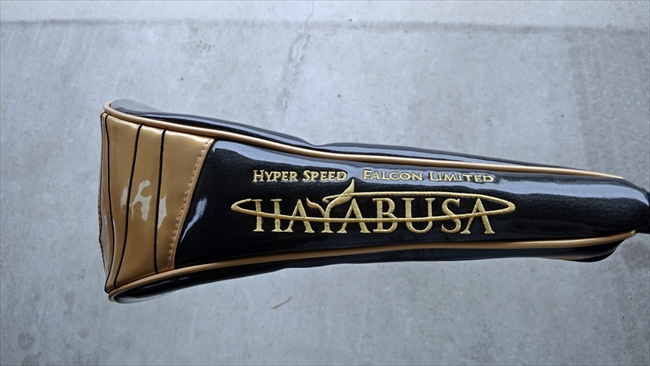 HYPER SPEED FALCON LIMITED
HAYABUSA